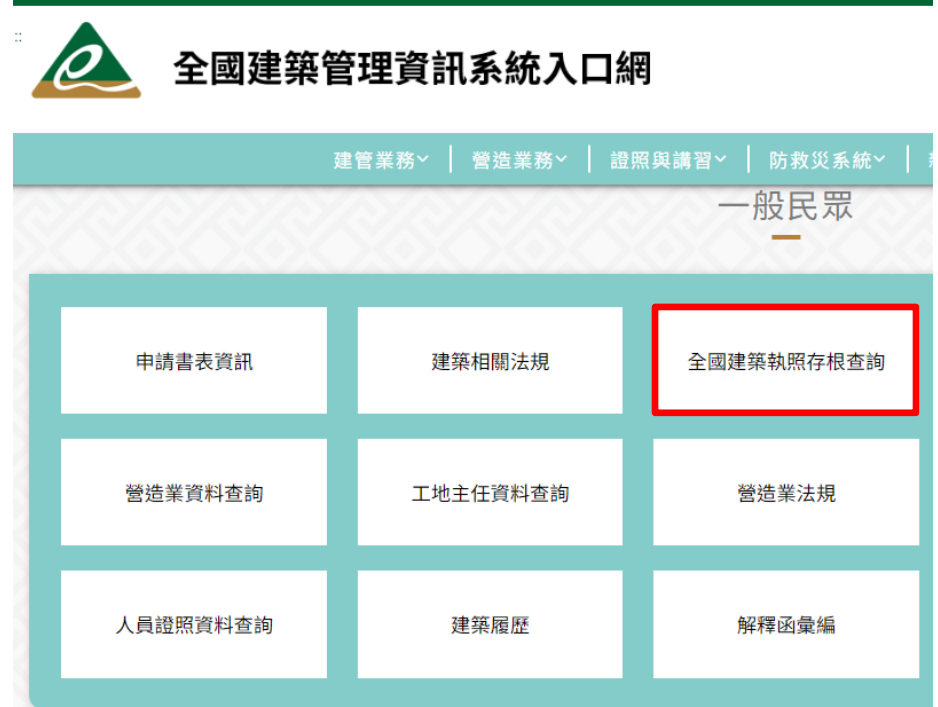 全國建築管理資訊系統入口網
建管業務 營造業務 證照與講習 防救災系統
一般民眾
申請書表資訊 建築相關法規 全國建築執照存根查詢
營造業資料查詢 工地主任資料查詢 營造業法規
人員證照資料查詢 建築履歷 解釋函彙編